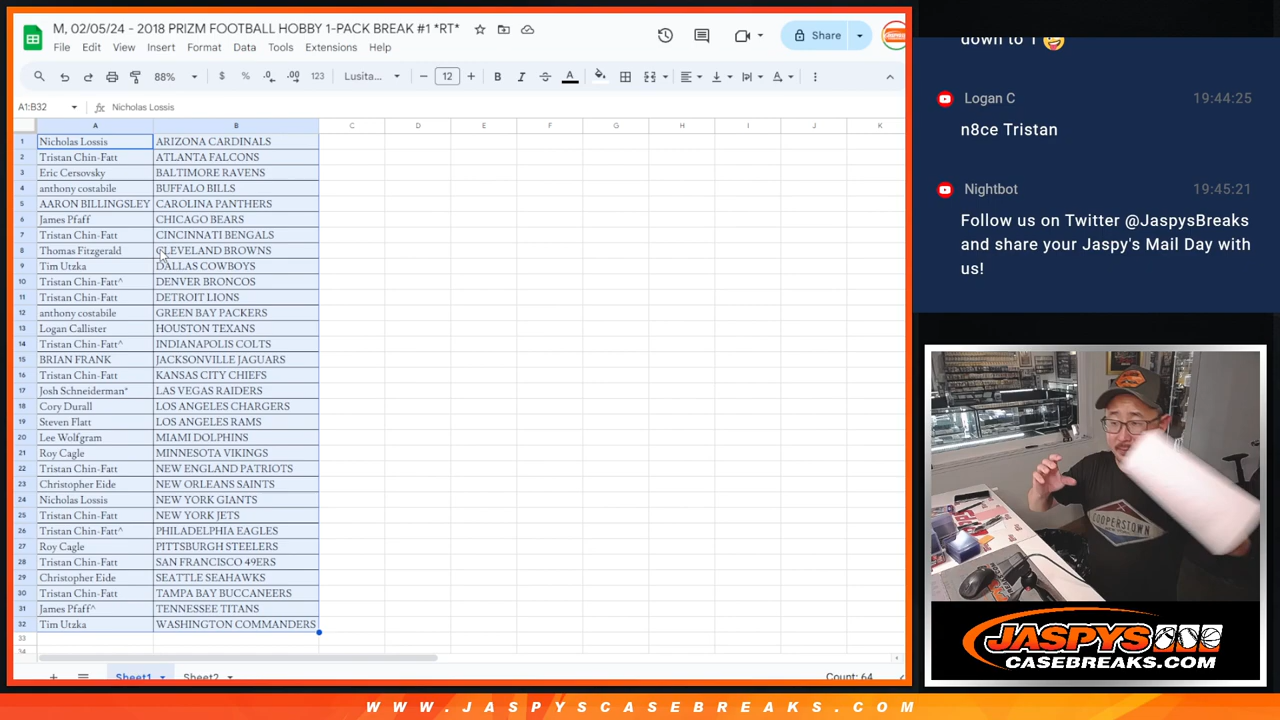 M, 02/05/24 - 2018 PRIZM FOOTBALL HOBBY 1-PACK BREAK #1 *RT*
File Edit View Insert Format Data Tools Extensions Help
Share
88% $ % .0 .00 123 Lusita... 12 B I A
A1:B32 fx Nicholas Lossis
A B C D E F G H I J K
1 Nicholas Lossis ARIZONA CARDINALS
2 Tristan Chin-Fatt ATLANTA FALCONS
3 Eric Cersovsky BALTIMORE RAVENS
4 anthony costabile BUFFALO BILLS
5 AARON BILLINGSLEY CAROLINA PANTHERS
6 James Pfaff CHICAGO BEARS
7 Tristan Chin-Fatt CINCINNATI BENGALS
8 Thomas Fitzgerald CLEVELAND BROWNS
9 Tim Utzka DALLAS COWBOYS
10 Tristan Chin-Fatt^ DENVER BRONCOS
11 Tristan Chin-Fatt DETROIT LIONS
12 anthony costabile GREEN BAY PACKERS
13 Logan Callister HOUSTON TEXANS
14 Tristan Chin-Fatt^ INDIANAPOLIS COLTS
15 BRIAN FRANK JACKSONVILLE JAGUARS
16 Tristan Chin-Fatt KANSAS CITY CHIEFS
17 Josh Schneiderman* LAS VEGAS RAIDERS
18 Cory Durall LOS ANGELES CHARGERS
19 Steven Flatt LOS ANGELES RAMS
20 Lee Wolfgram MIAMI DOLPHINS
21 Roy Cagle MINNESOTA VIKINGS
22 Tristan Chin-Fatt NEW ENGLAND PATRIOTS
23 Christopher Eide NEW ORLEANS SAINTS
24 Nicholas Lossis NEW YORK GIANTS
25 Tristan Chin-Fatt NEW YORK JETS
26 Tristan Chin-Fatt^ PHILADELPHIA EAGLES
27 Roy Cagle PITTSBURGH STEELERS
28 Tristan Chin-Fatt SAN FRANCISCO 49ERS
29 Christopher Eide SEATTLE SEAHAWKS
30 Tristan Chin-Fatt TAMPA BAY BUCCANEERS
31 James Pfaff^ TENNESSEE TITANS
32 Tim Utzka WASHINGTON COMMANDERS
33
Sheet1 Sheet2 Count: 64
down to 1
Logan C 19:44:25
n8ce Tristan
Nightbot 19:45:21
Follow us on Twitter @JaspysBreaks
and share your Jaspy's Mail Day with
us!
COOPERSTOWN
JASPYS
CASEBREAKS.COM
WWW.JASPYSCASEBREAKS.COM